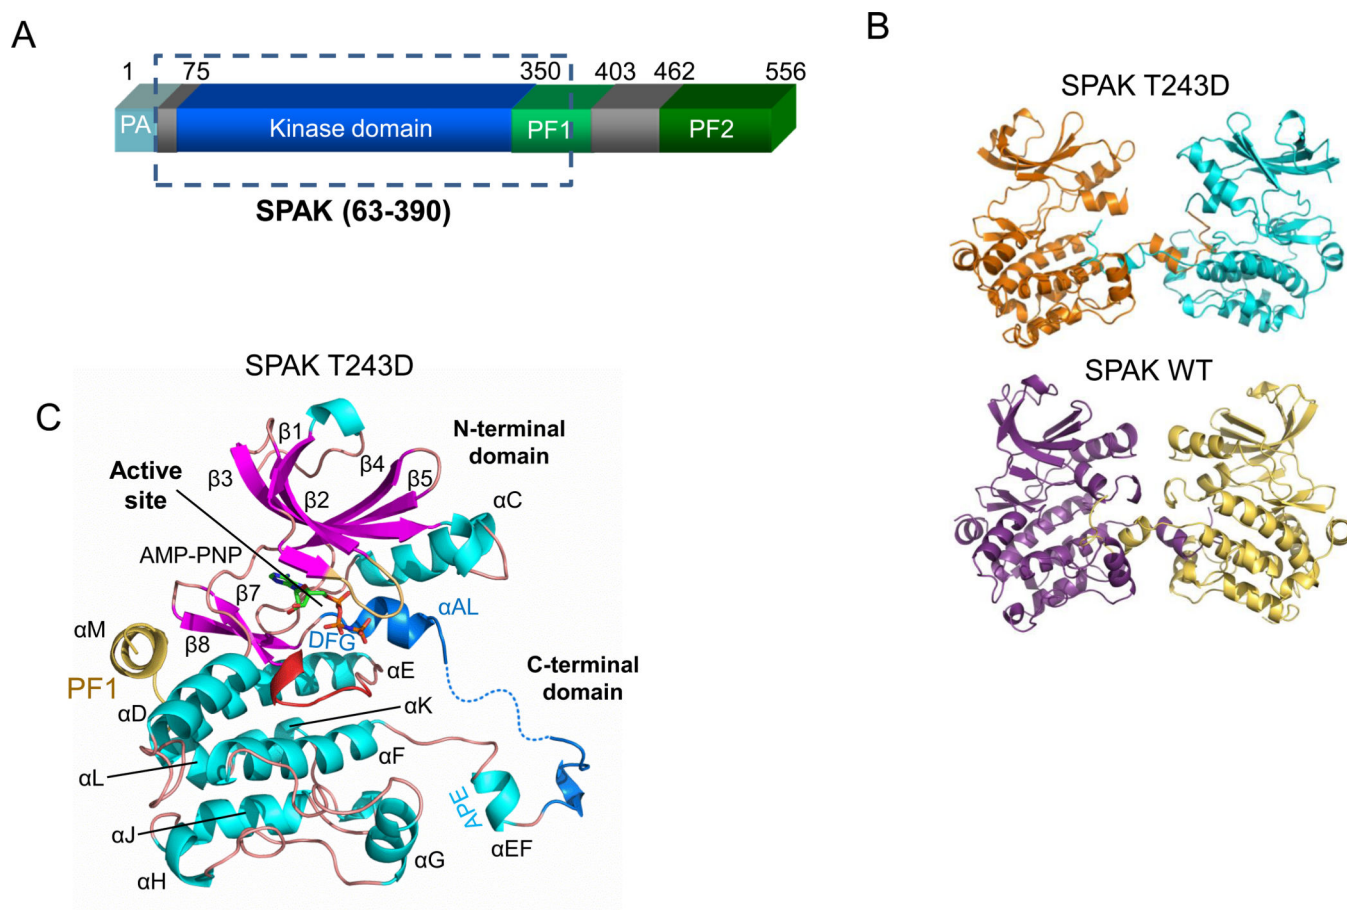 A
1
75
350
403
462
556
PA
Kinase domain
PF1
PF2
SPAK (63-390)
B
SPAK T243D
SPAK WT
C
SPAK T243D
N-terminal
domain
Active
site
β1
β3
β2
β4
β5
αC
AMP-PNP
β7
αAL
DFG
αM
β8
PF1
αE
C-terminal
domain
αD
αK
αL
αF
APE
αJ
αEF
αG
αH